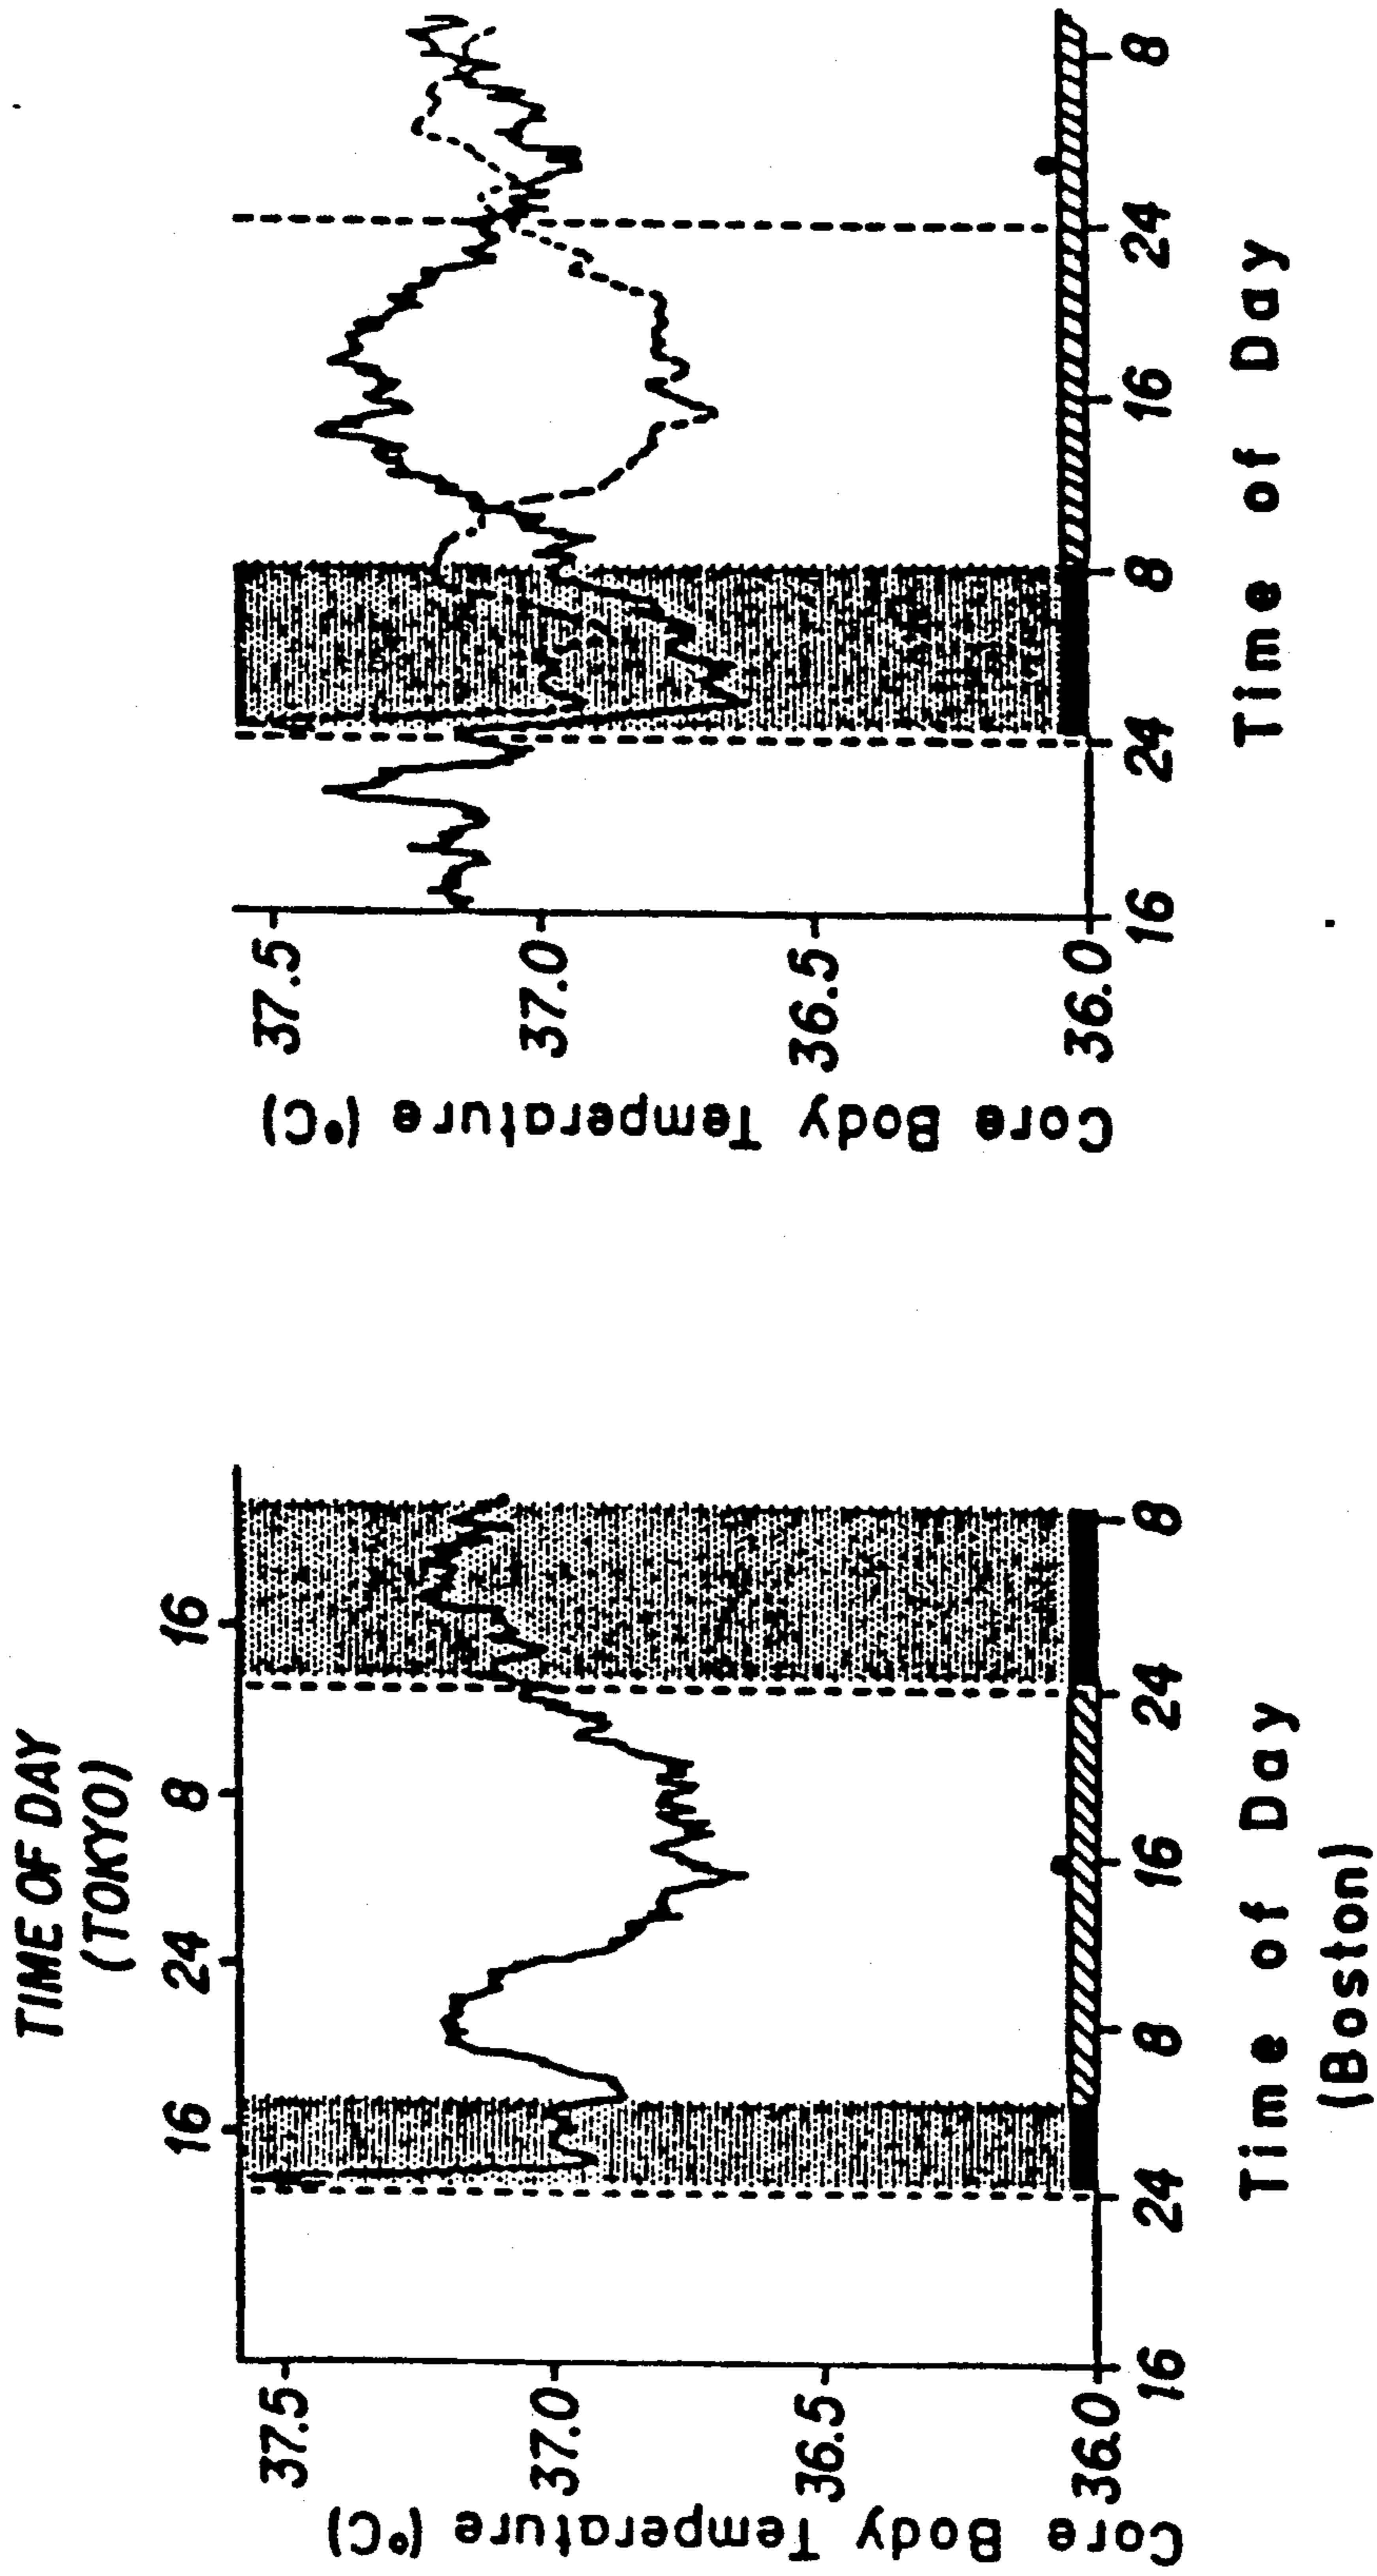 TIME OF DAY
(TOKYO)
16 24 8 16
37.5
37.0
36.5
36.0
Core Body Temperature (°C)
16 24 8 16 24 8
Time of Day
(Boston)
37.5
37.0
36.5
36.0
Core Body Temperature (°C)
16 24 8 16 24 8
Time of Day